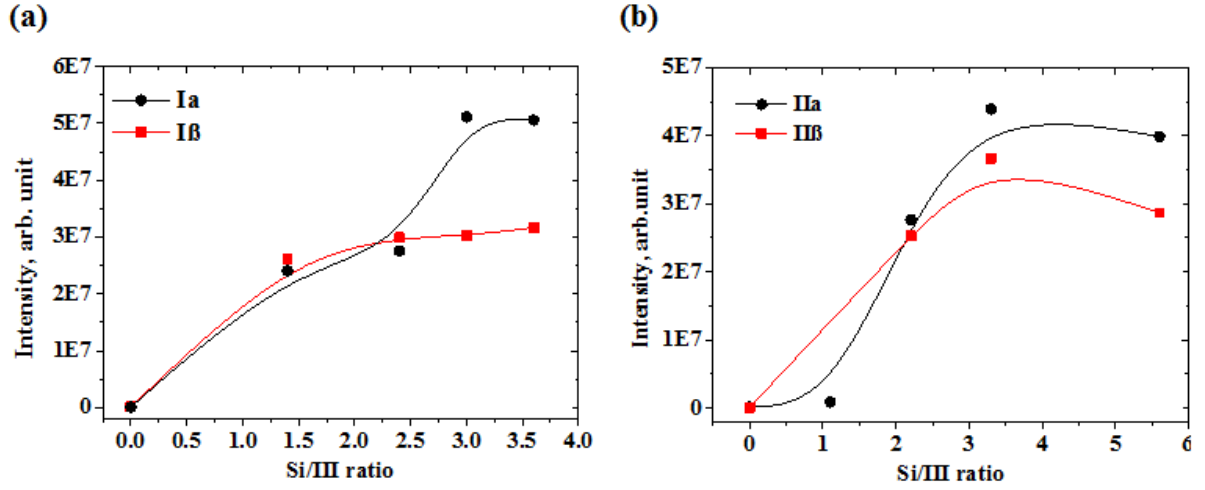 (a)
6E7
5E7
4E7
3E7
2E7
1E7
0
Intensity, arb. unit
Ia
Iß
0.0 0.5 1.0 1.5 2.0 2.5 3.0 3.5 4.0
Si/III ratio
(b)
5E7
4E7
3E7
2E7
1E7
0
Intensity, arb.unit
IIa
IIß
0 1 2 3 4 5 6
Si/III ratio